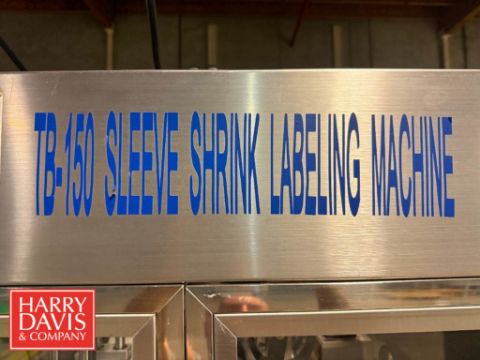 TB-150 SLEEVE SHRINK LABELING MACHINE
HARRY
DAVIS
& COMPANY